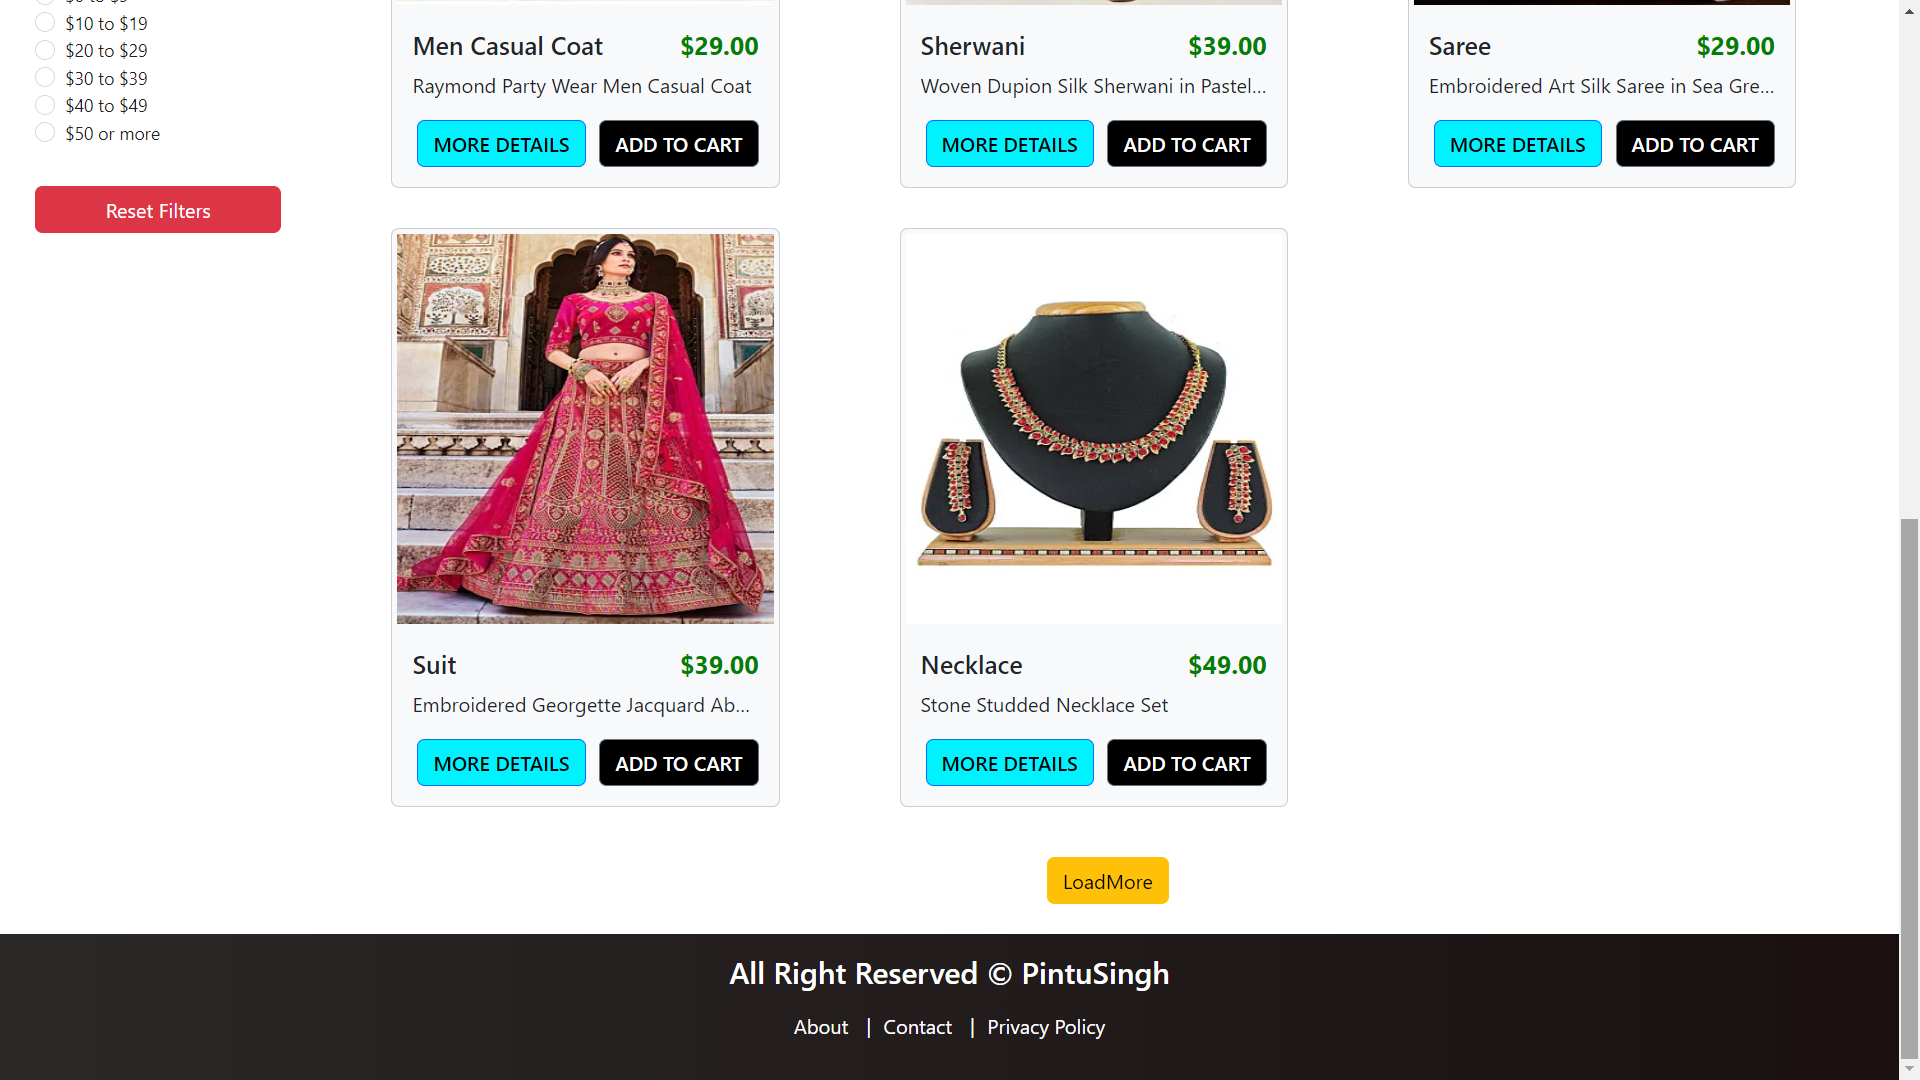 $10 to $19
$20 to $29
$30 to $39
$40 to $49
$50 or more
Reset Filters
Men Casual Coat $29.00
Raymond Party Wear Men Casual Coat
MORE DETAILS ADD TO CART
Sherwani $39.00
Woven Dupion Silk Sherwani in Pastel...
MORE DETAILS ADD TO CART
Saree $29.00
Embroidered Art Silk Saree in Sea Gre...
MORE DETAILS ADD TO CART
Suit $39.00
Embroidered Georgette Jacquard Ab...
MORE DETAILS ADD TO CART
Necklace $49.00
Stone Studded Necklace Set
MORE DETAILS ADD TO CART
LoadMore
All Right Reserved © PintuSingh
About | Contact | Privacy Policy